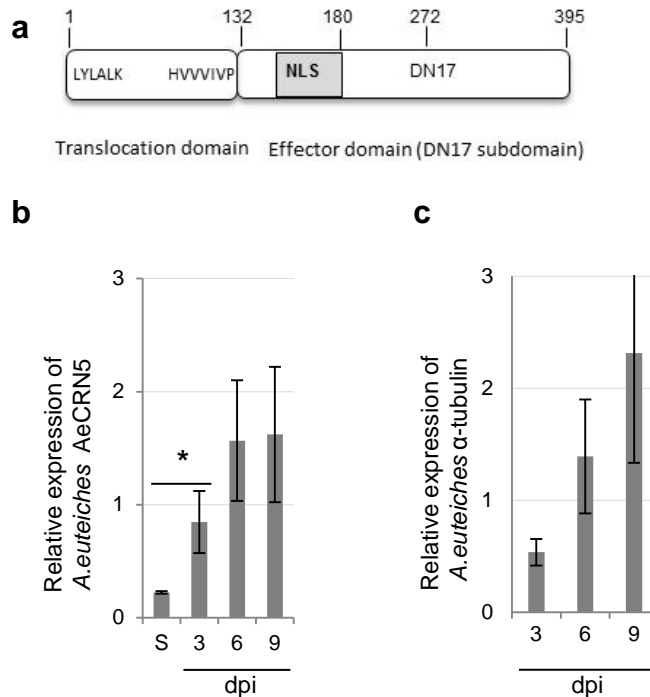 a
1 132 180 272 395
LYLALK HVVVIVP NLS DN17
Translocation domain Effector domain (DN17 subdomain)
b
Relative expression of
A.euteiches AeCRN5
3
2
1
0
*
S 3 6 9
dpi
c
Relative expression of
A.euteiches α-tubulin
3
2
1
0
3 6 9
dpi